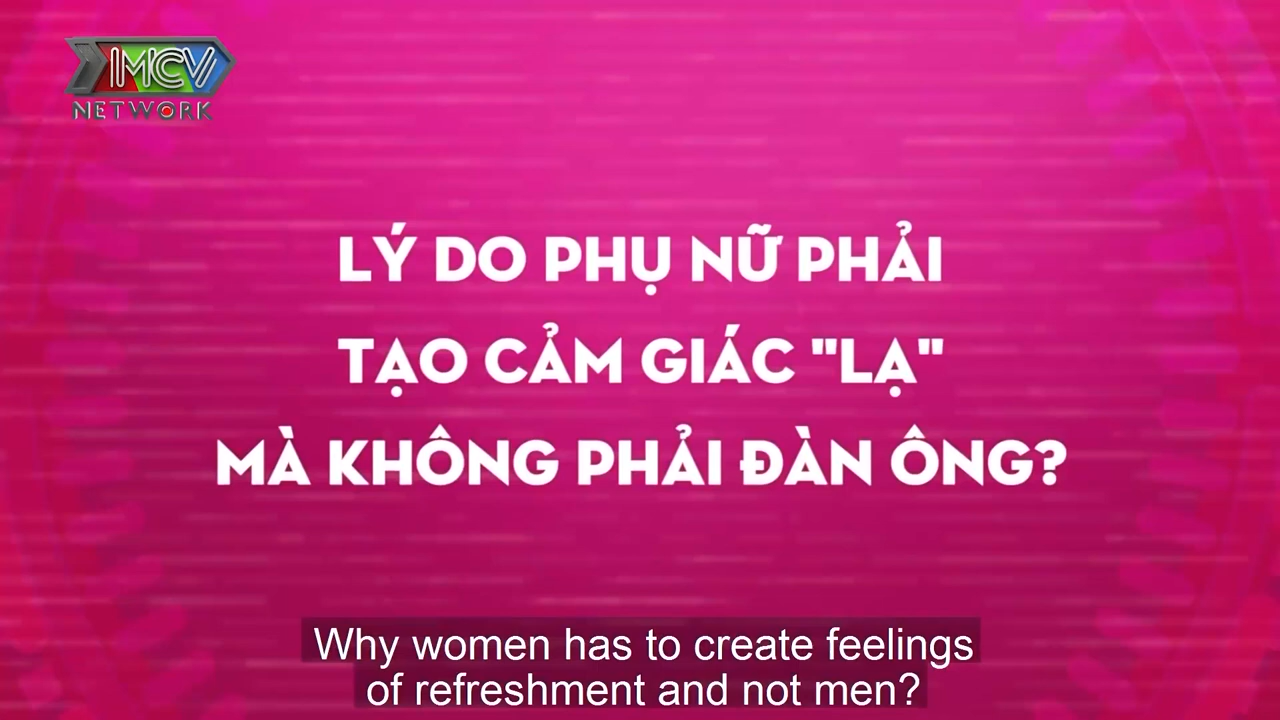 MCV
NETWORK
LÝ DO PHỤ NỮ PHẢI
TẠO CẢM GIÁC "LẠ"
MÀ KHÔNG PHẢI ĐÀN ÔNG?
Why women has to create feelings
of refreshment and not men?